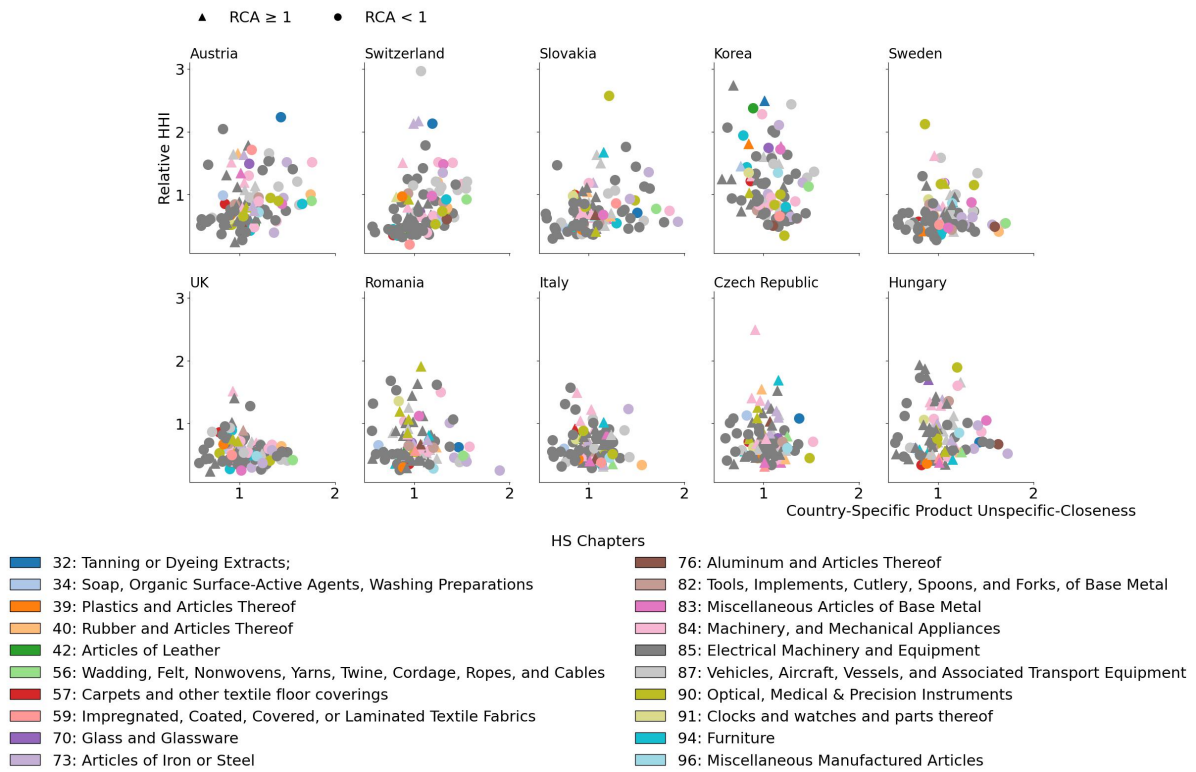 RCA ≥ 1 RCA < 1
Austria Switzerland Slovakia Korea Sweden
3
2
1
Relative HHI
UK Romania Italy Czech Republic Hungary
3
2
1
1 2 1 2 1 2 1 2 1 2
Country-Specific Product Unspecific-Closeness
HS Chapters
32: Tanning or Dyeing Extracts;
34: Soap, Organic Surface-Active Agents, Washing Preparations
39: Plastics and Articles Thereof
40: Rubber and Articles Thereof
42: Articles of Leather
56: Wadding, Felt, Nonwovens, Yarns, Twine, Cordage, Ropes, and Cables
57: Carpets and other textile floor coverings
59: Impregnated, Coated, Covered, or Laminated Textile Fabrics
70: Glass and Glassware
73: Articles of Iron or Steel
76: Aluminum and Articles Thereof
82: Tools, Implements, Cutlery, Spoons, and Forks, of Base Metal
83: Miscellaneous Articles of Base Metal
84: Machinery, and Mechanical Appliances
85: Electrical Machinery and Equipment
87: Vehicles, Aircraft, Vessels, and Associated Transport Equipment
90: Optical, Medical & Precision Instruments
91: Clocks and watches and parts thereof
94: Furniture
96: Miscellaneous Manufactured Articles